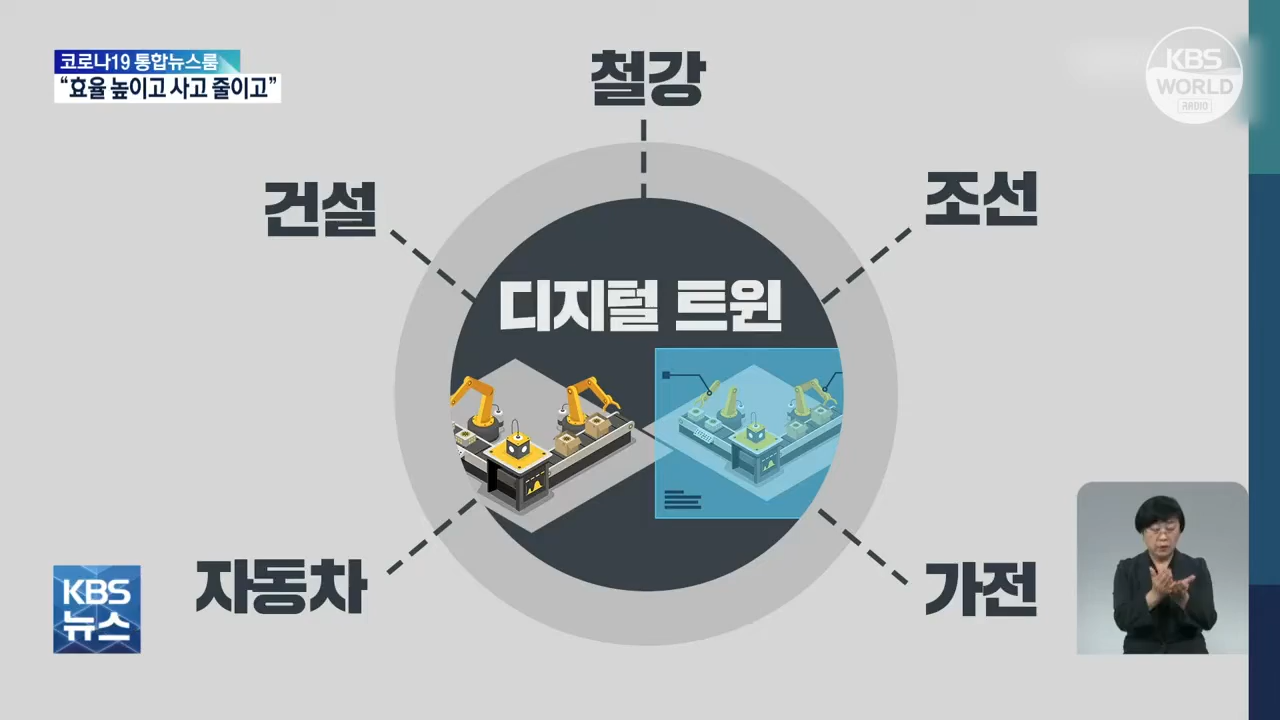 코로나19 통합뉴스룸
“효율 높이고 사고 줄이고”
KBS
WORLD
RADIO
철강
건설
조선
디지털 트윈
자동차
가전
KBS
뉴스